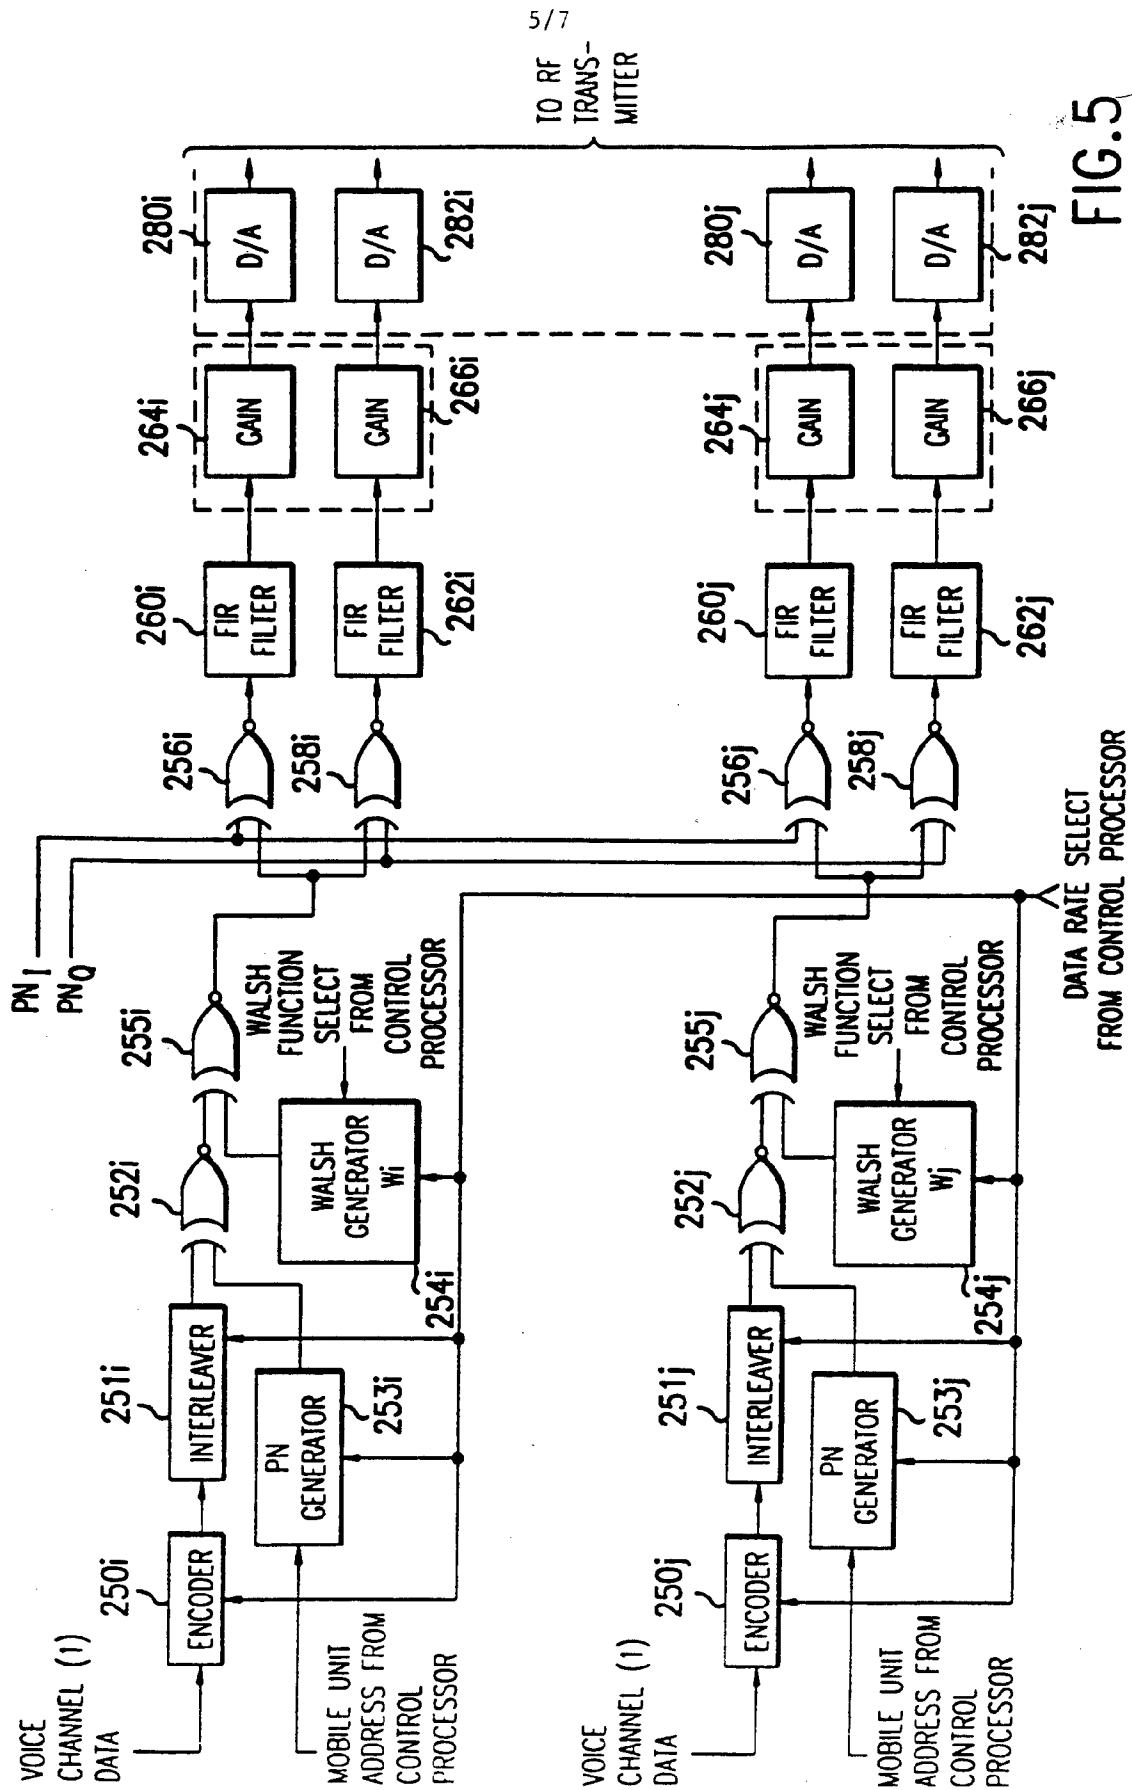 5/7
TO RF
TRANS-
MITTER
280i
D/A
282i
D/A
280j
D/A
282j
D/A
264i
GAIN
266i
GAIN
264j
GAIN
266j
GAIN
260i
FIR
FILTER
262i
FIR
FILTER
260j
FIR
FILTER
262j
FIR
FILTER
256i
258i
256j
258j
PN I
PN Q
255i
WALSH
FUNCTION
SELECT
FROM
CONTROL
PROCESSOR
252i
WALSH
GENERATOR
Wi
254i
251i
INTERLEAVER
PN
GENERATOR
253i
250i
ENCODER
VOICE
CHANNEL (1)
DATA
MOBILE UNIT
ADDRESS FROM
CONTROL
PROCESSOR
255j
WALSH
FUNCTION
SELECT
FROM
CONTROL
PROCESSOR
252j
WALSH
GENERATOR
Wj
254j
251j
INTERLEAVER
PN
GENERATOR
253j
250j
ENCODER
VOICE
CHANNEL (1)
DATA
MOBILE UNIT
ADDRESS FROM
CONTROL
PROCESSOR
DATA RATE SELECT
FROM CONTROL PROCESSOR
FIG.5